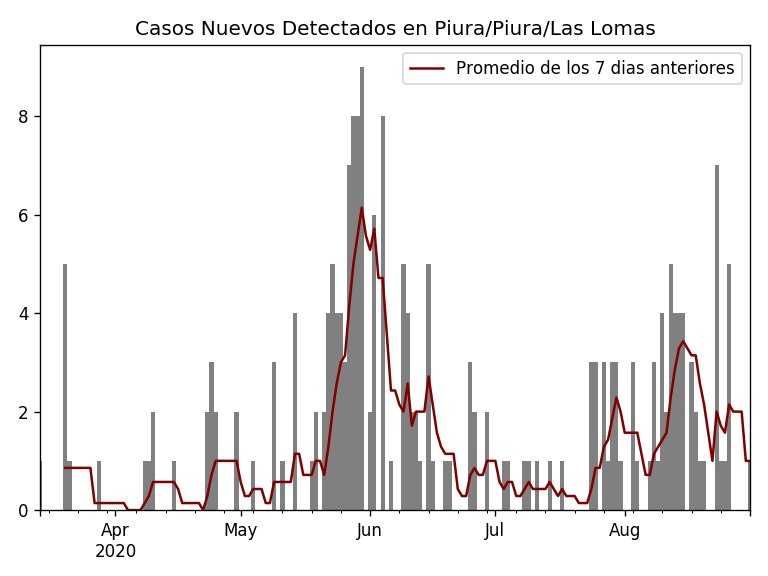 Casos Nuevos Detectados en Piura/Piura/Las Lomas
Promedio de los 7 dias anteriores
8
6
4
2
0
Apr May Jun Jul Aug
2020